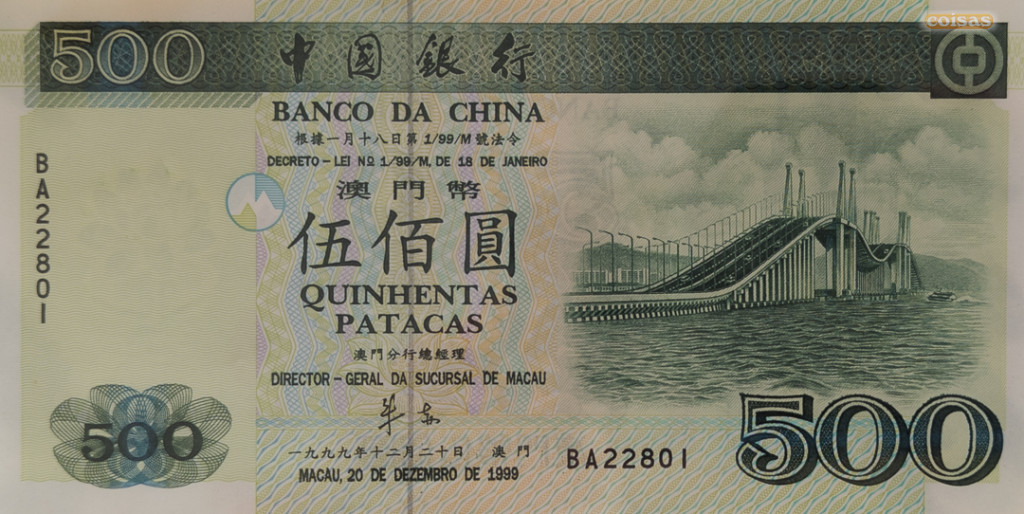 coisas
500 中國銀行
BANCO DA CHINA
根據一月十八日第1/99/M號法令
DECRETO-LEI Nº 1/99/M, DE 18 DE JANEIRO
澳門幣
伍佰圓
QUINHENTAS
PATACAS
澳門分行總經理
DIRECTOR-GERAL DA SUCURSAL DE MACAU
一九九九年十二月二十日，澳門
MACAU, 20 DE DEZEMBRO DE 1999
BA22801
500
BA22801
500